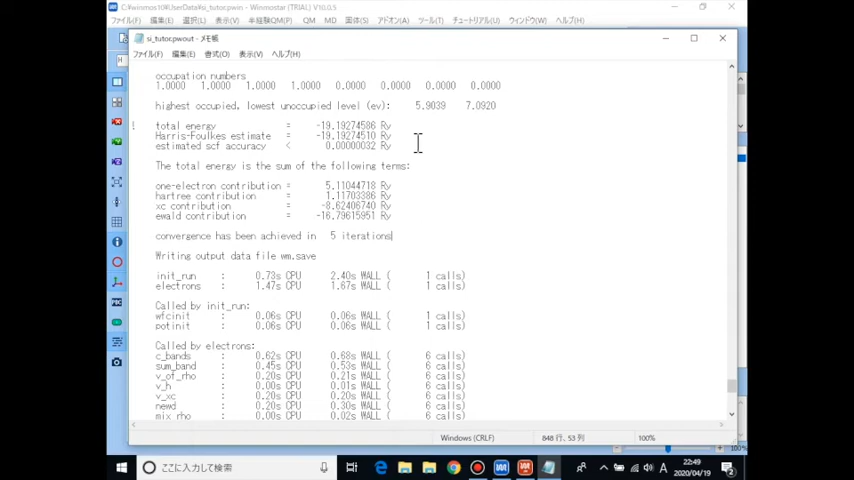 C:¥winmos10¥UserData¥si_tutor.pwin - Winmostar (TRIAL) V10.0.5
ファイル(F) 編集(E) 選択(L) 表示(V) 半経験(P) QM MD 固体(S) アドオン(A) ツール(T) チュートリアル(U) ウィンドウ(W) ヘルプ(H)
si_tutor.pwout - メモ帳
ファイル(F) 編集(E) 書式(O) 表示(V) ヘルプ(H)
occupation numbers
1.0000 1.0000 1.0000 1.0000 0.0000 0.0000 0.0000 0.0000
highest occupied, lowest unoccupied level (ev): 5.9039 7.0920
! total energy = -19.19274586 Ry
Harris-Foulkes estimate = -19.19274510 Ry
estimated scf accuracy < 0.00000032 Ry
The total energy is the sum of the following terms:
one-electron contribution = 5.11044718 Ry
hartree contribution = 1.11703386 Ry
xc contribution = -8.62406740 Ry
ewald contribution = -16.79615951 Ry
convergence has been achieved in 5 iterations
Writing output data file wm.save
init_run : 0.73s CPU 2.40s WALL ( 1 calls)
electrons : 1.47s CPU 1.67s WALL ( 1 calls)
Called by init_run:
wfcinit : 0.06s CPU 0.06s WALL ( 1 calls)
potinit : 0.06s CPU 0.06s WALL ( 1 calls)
Called by electrons:
c_bands : 0.62s CPU 0.68s WALL ( 6 calls)
sum_band : 0.45s CPU 0.53s WALL ( 6 calls)
v_of_rho : 0.20s CPU 0.21s WALL ( 6 calls)
v_h : 0.00s CPU 0.01s WALL ( 6 calls)
v_xc : 0.20s CPU 0.20s WALL ( 6 calls)
newd : 0.20s CPU 0.30s WALL ( 6 calls)
mix_rho : 0.00s CPU 0.02s WALL ( 6 calls)
Windows (CRLF) 848 行、53 列 100%
100%
ここに入力して検索
A
22:49
2020/04/19
2